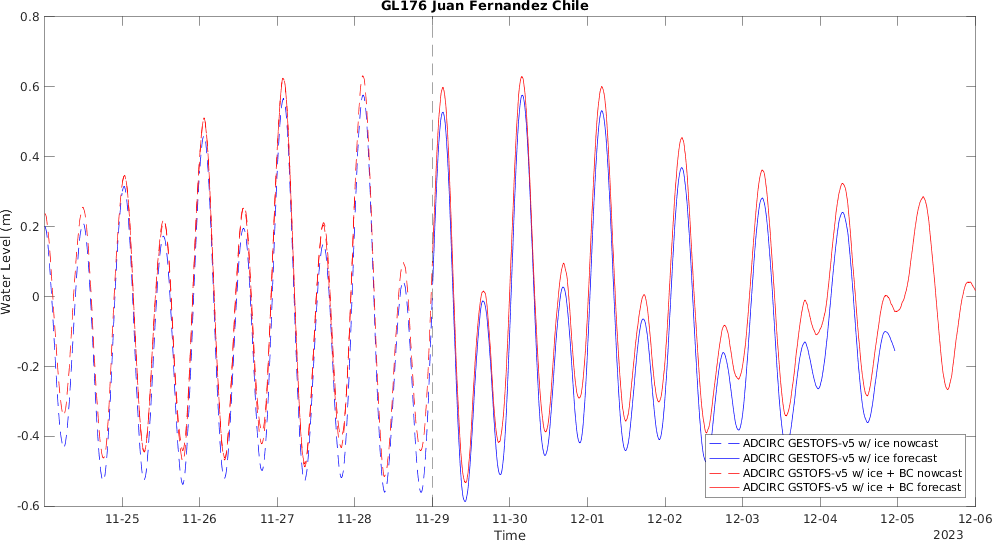 GL176 Juan Fernandez Chile
0.8
0.6
0.4
0.2
0
-0.2
-0.4
-0.6
Water Level (m)
ADCIRC GESTOFS-v5 w/ ice nowcast
ADCIRC GESTOFS-v5 w/ ice forecast
ADCIRC GSTOFS-v5 w/ ice + BC nowcast
ADCIRC GSTOFS-v5 w/ ice + BC forecast
11-25 11-26 11-27 11-28 11-29 11-30 12-01 12-02 12-03 12-04 12-05 12-06
Time
2023